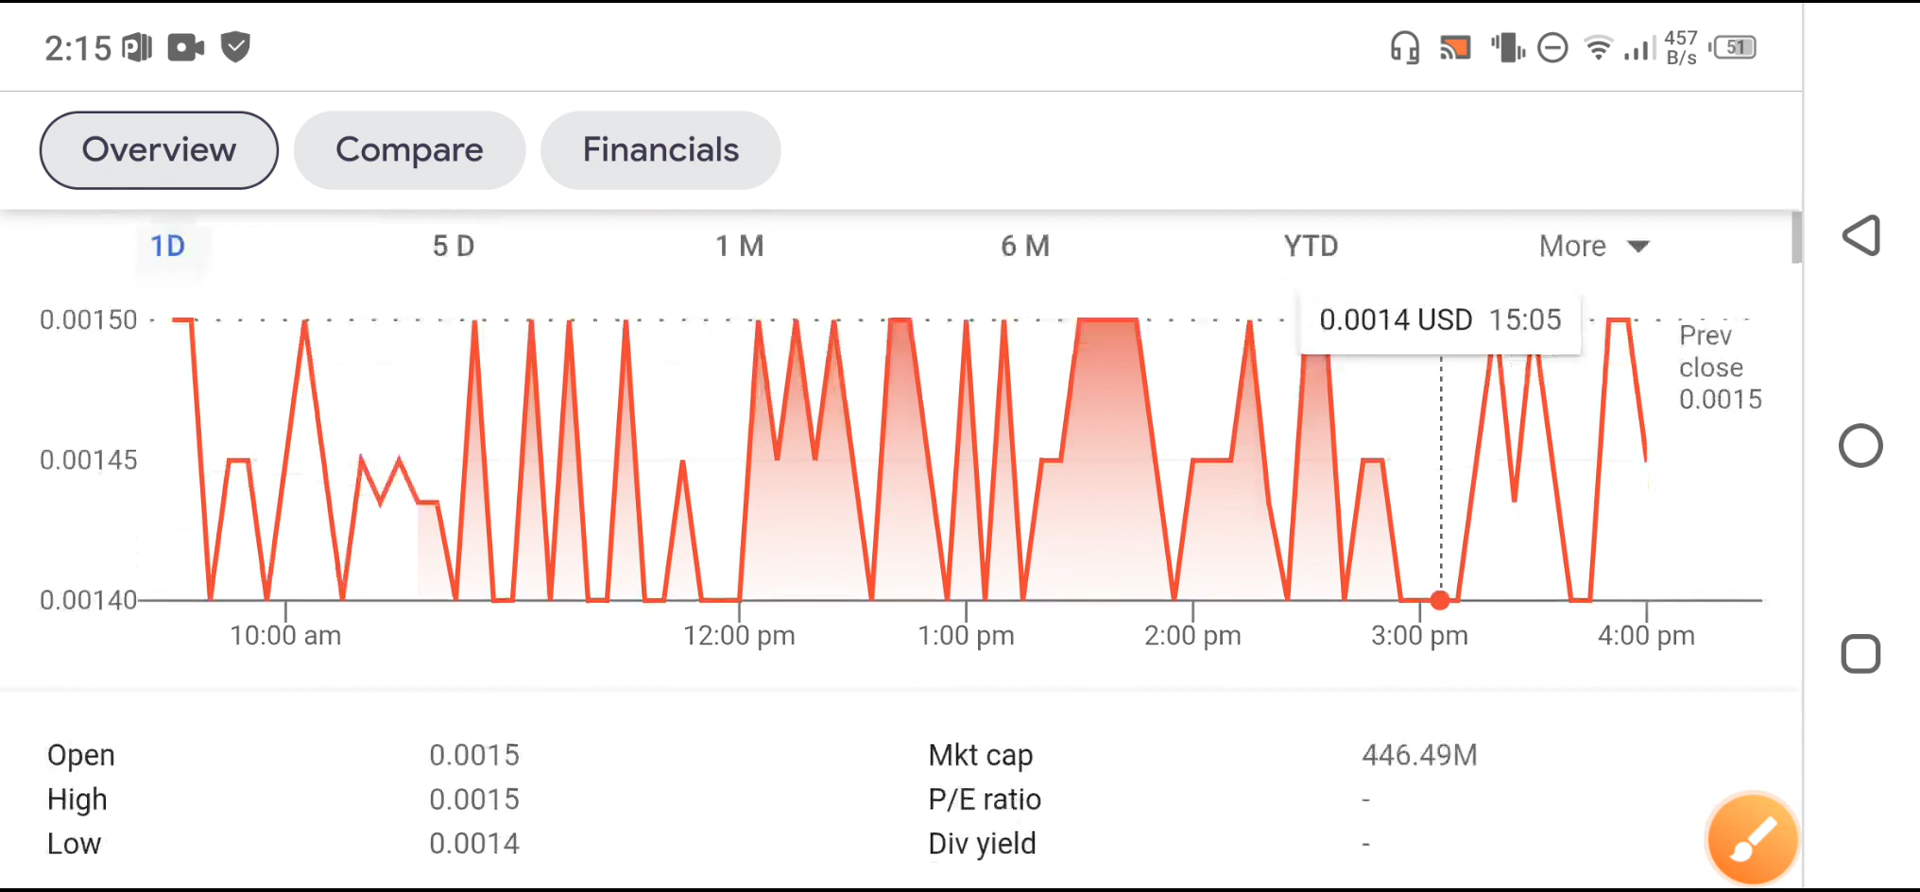 2:15
457
B/s
51
Overview Compare Financials
1D 5 D 1 M 6 M YTD More
0.00150
0.0014 USD 15:05
Prev
close
0.0015
0.00145
0.00140
10:00 am 12:00 pm 1:00 pm 2:00 pm 3:00 pm 4:00 pm
Open 0.0015 Mkt cap 446.49M
High 0.0015 P/E ratio -
Low 0.0014 Div yield -